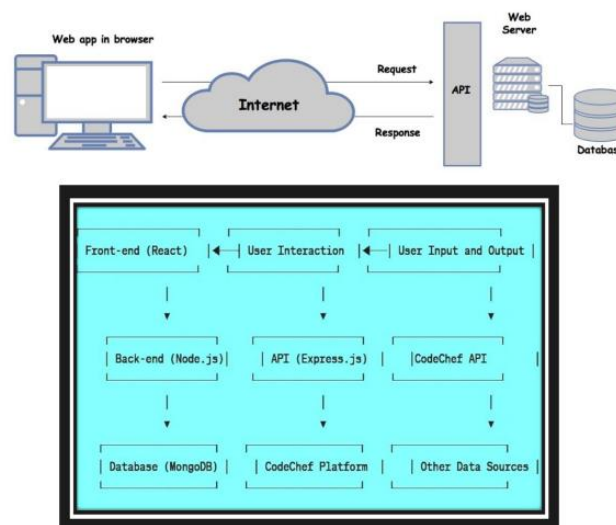 Web app in browser
Web
Server
Request
API
Internet
Response
Databas
Front-end (React)
User Interaction
User Input and Output
Back-end (Node.js)
API (Express.js)
CodeChef API
Database (MongoDB)
CodeChef Platform
Other Data Sources